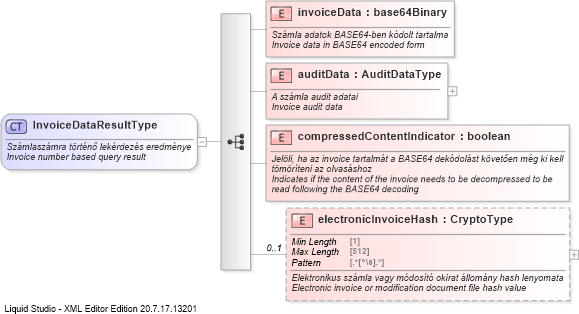 E invoiceData : base64Binary
Számla adatok BASE64-ben kódolt tartalma
Invoice data in BASE64 encoded form
E auditData : AuditDataType
A számla audit adatai
Invoice audit data
CT InvoiceDataResultType
Számlaszámra történő lekérdezés eredménye
Invoice number based query result
E compressedContentIndicator : boolean
Jelöli, ha az invoice tartalmát a BASE64 dekódolást követően még ki kell
tömöríteni az olvasáshoz
Indicates if the content of the invoice needs to be decompressed to be
read following the BASE64 decoding
0..1
E electronicInvoiceHash : CryptoType
Min Length [1]
Max Length [512]
Pattern [.*[^\s].*]
Elektronikus számla vagy módosító okirat állomány hash lenyomata
Electronic invoice or modification document file hash value
Liquid Studio - XML Editor Edition 20.7.17.13201